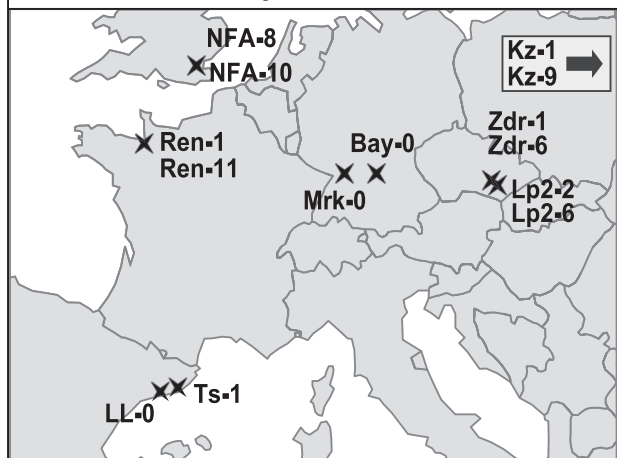 NFA-8
NFA-10
Kz-1
Kz-9
Zdr-1
Zdr-6
Ren-1
Ren-11
Bay-0
Mrk-0
Lp2-2
Lp2-6
Ts-1
LL-0